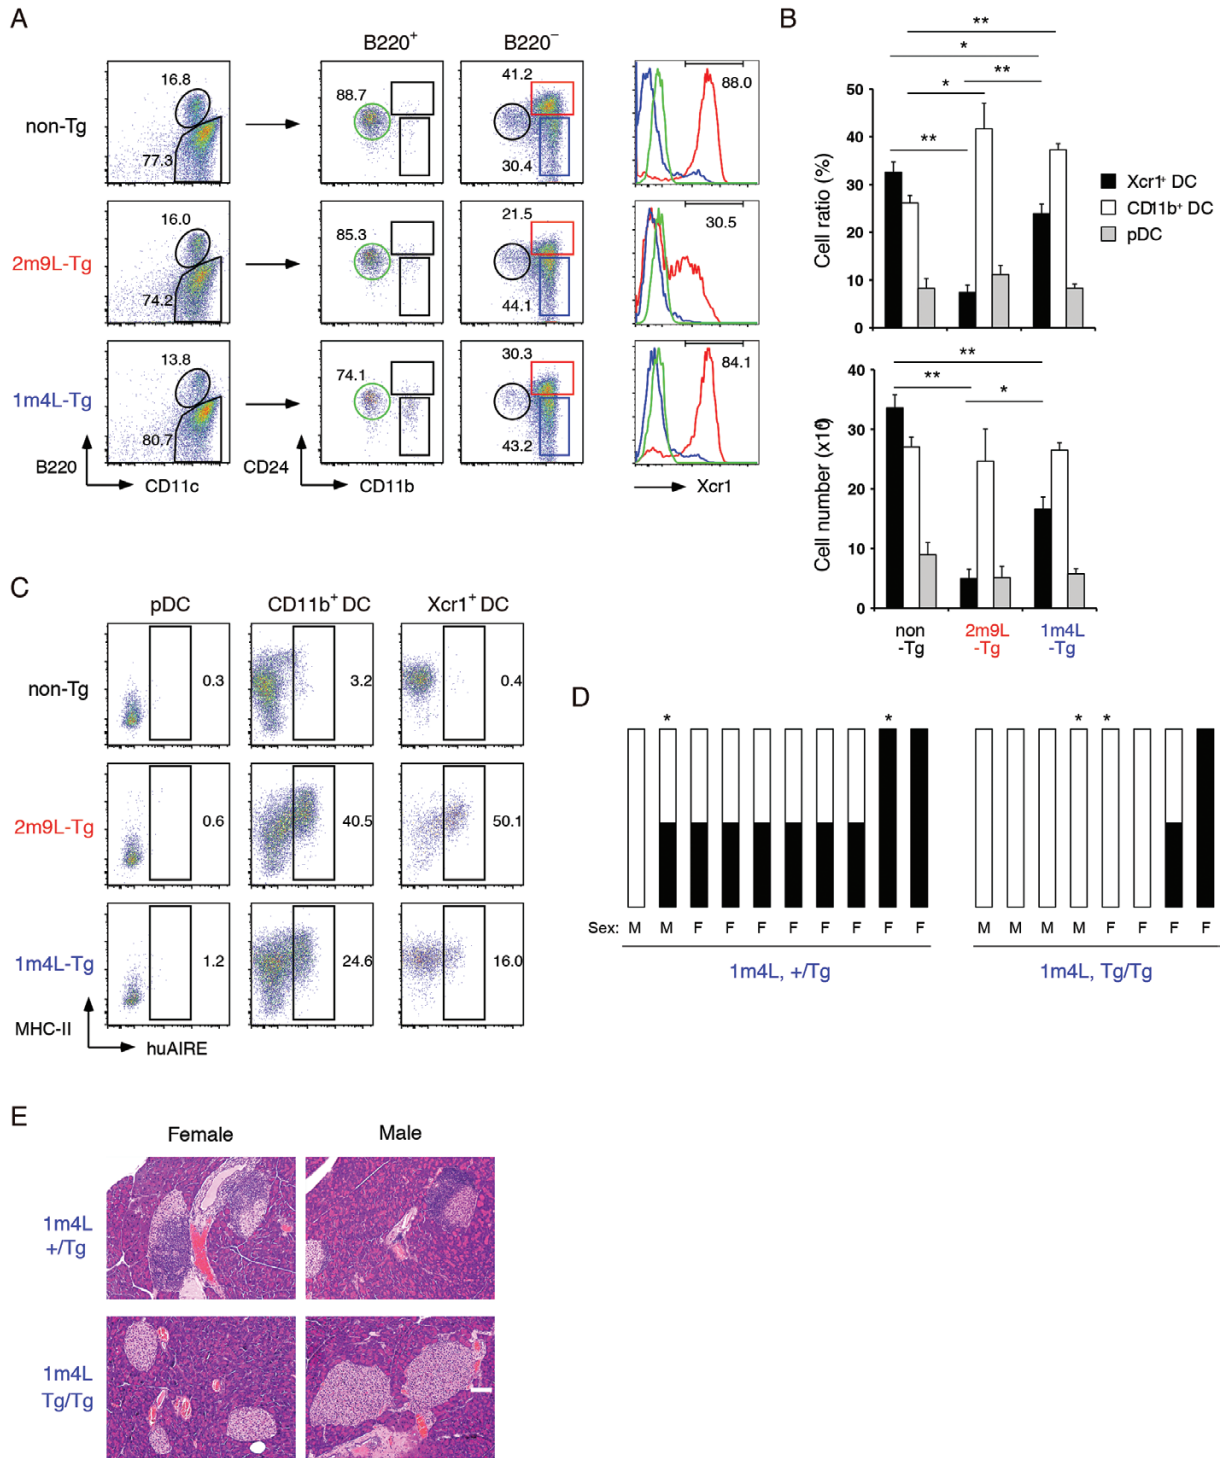 A
B220+ B220−
non-Tg
16.8
77.3
88.7
41.2
30.4
88.0
2m9L-Tg
16.0
74.2
85.3
21.5
44.1
30.5
1m4L-Tg
13.8
80.7
74.1
30.3
43.2
84.1
B220
CD11c
CD24
CD11b
Xcr1
B
**
*
**
*
**
Cell ratio (%)
50
40
30
20
10
0
Xcr1+ DC
CD11b+ DC
pDC
**
**
*
Cell number (x10
40
30
20
10
0
non
-Tg
2m9L
-Tg
1m4L
-Tg
C
pDC CD11b+ DC Xcr1+ DC
non-Tg 0.3 3.2 0.4
2m9L-Tg 0.6 40.5 50.1
1m4L-Tg 1.2 24.6 16.0
MHC-II
huAIRE
D
* * * *
Sex: M M F F F F F F F F M M M M F F F F
1m4L, +/Tg 1m4L, Tg/Tg
E
Female Male
1m4L
+/Tg
1m4L
Tg/Tg